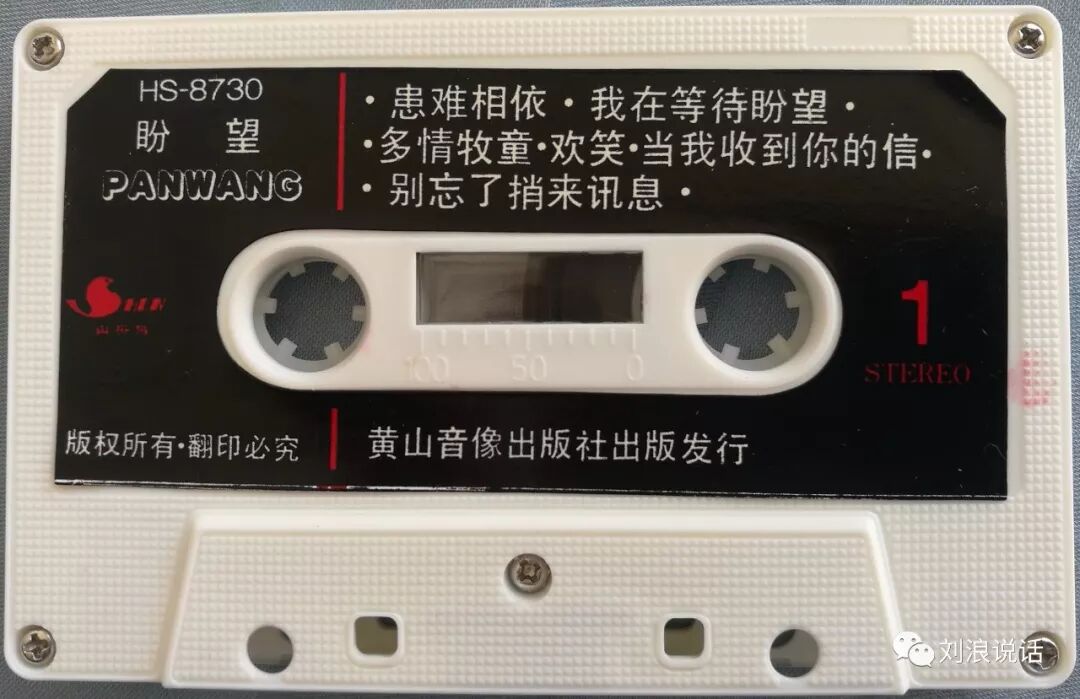 HS-8730
盼 望
PANWANG
·患难相依·我在等待盼望·
·多情牧童·欢笑·当我收到你的信·
·别忘了捎来讯息·
1
STEREO
100 50 0
版权所有·翻印必究
黄山音像出版社出版发行
刘浪说话